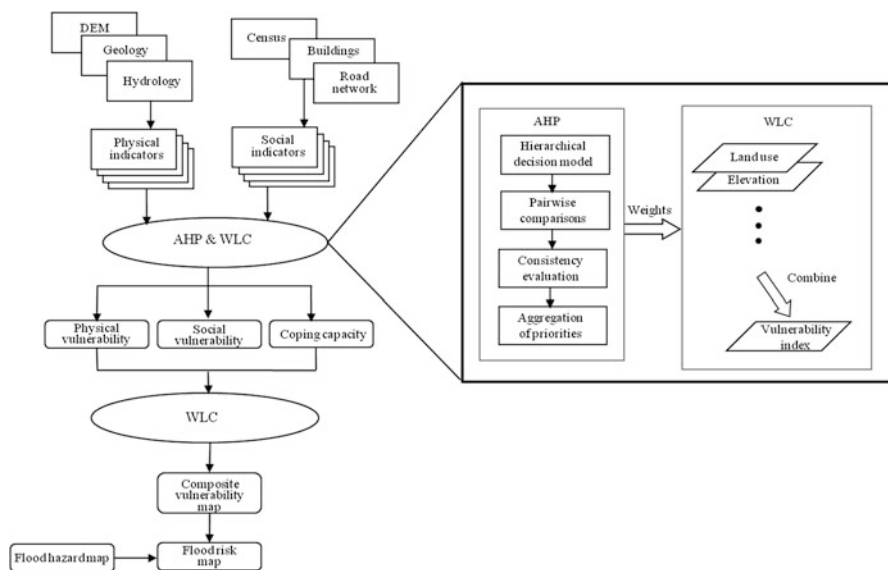 DEM
Geology
Hydrology
Census
Buildings
Road
network
Physical
indicators
Social
indicators
AHP & WLC
Physical
vulnerability
Social
vulnerability
Coping capacity
WLC
Composite
vulnerability
map
Flood hazard map
Flood risk
map
AHP
Hierarchical
decision model
Pairwise
comparisons
Consistency
evaluation
Aggregation
of priorities
Weights
WLC
Land use
Elevation
Combine
Vulnerability
index